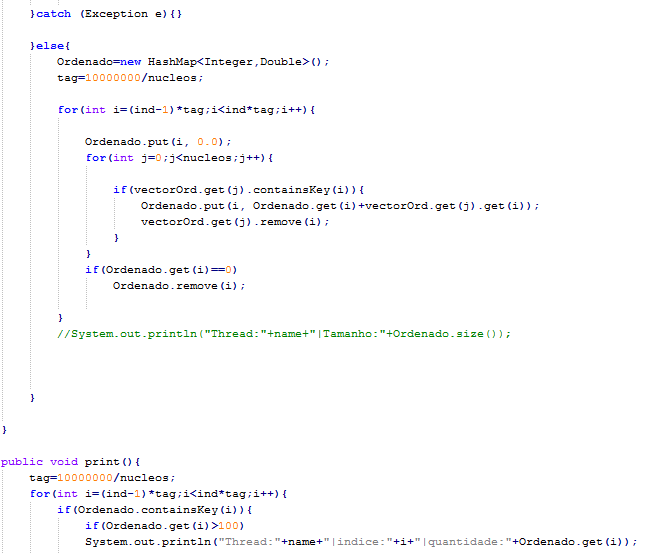 }catch (Exception e){}
}else{
Ordenado=new HashMap<Integer,Double>();
tag=10000000/nucleos;
for(int i=(ind-1)*tag;i<ind*tag;i++){
Ordenado.put(i, 0.0);
for(int j=0;j<nucleos;j++){
if(vectorOrd.get(j).containsKey(i)){
Ordenado.put(i, Ordenado.get(i)+vectorOrd.get(j).get(i));
vectorOrd.get(j).remove(i);
}
}
if(Ordenado.get(i)==0)
Ordenado.remove(i);
}
//System.out.println("Thread:"+name+"|Tamanho:"+Ordenado.size());
}
}
public void print(){
tag=10000000/nucleos;
for(int i=(ind-1)*tag;i<ind*tag;i++){
if(Ordenado.containsKey(i)){
if(Ordenado.get(i)>100)
System.out.println("Thread:"+name+"|indice:"+i+"|quantidade:"+Ordenado.get(i));